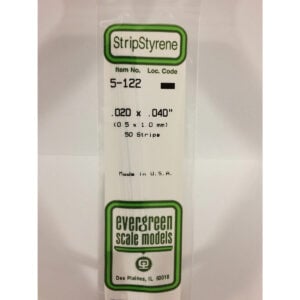 StripStyrene
Item No. Loc. Code
5-122
.020 x .040"
(0.5 x 1.0 mm)
50 Strips
Made in U.S.A.
evergreen
scale models
Des Plaines, IL 60018